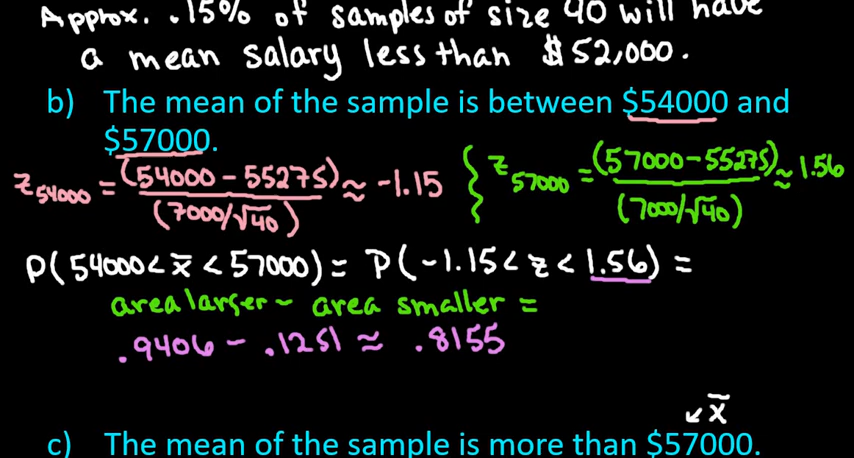 Approx. .15% of samples of size 40 will have
a mean salary less than $52,000.
b) The mean of the sample is between $54000 and
$57000.
z₅₄₀₀₀ = (54000 - 55275)/(7000/√40) ≈ -1.15 { z₅₇₀₀₀ = (57000-55275)/(7000/√40) ≈ 1.56
P(54000 < x̄ < 57000) = P(-1.15 < z < 1.56) =
area larger - area smaller =
.9406 - .1251 ≈ .8155
↙ x̄
c) The mean of the sample is more than $57000.